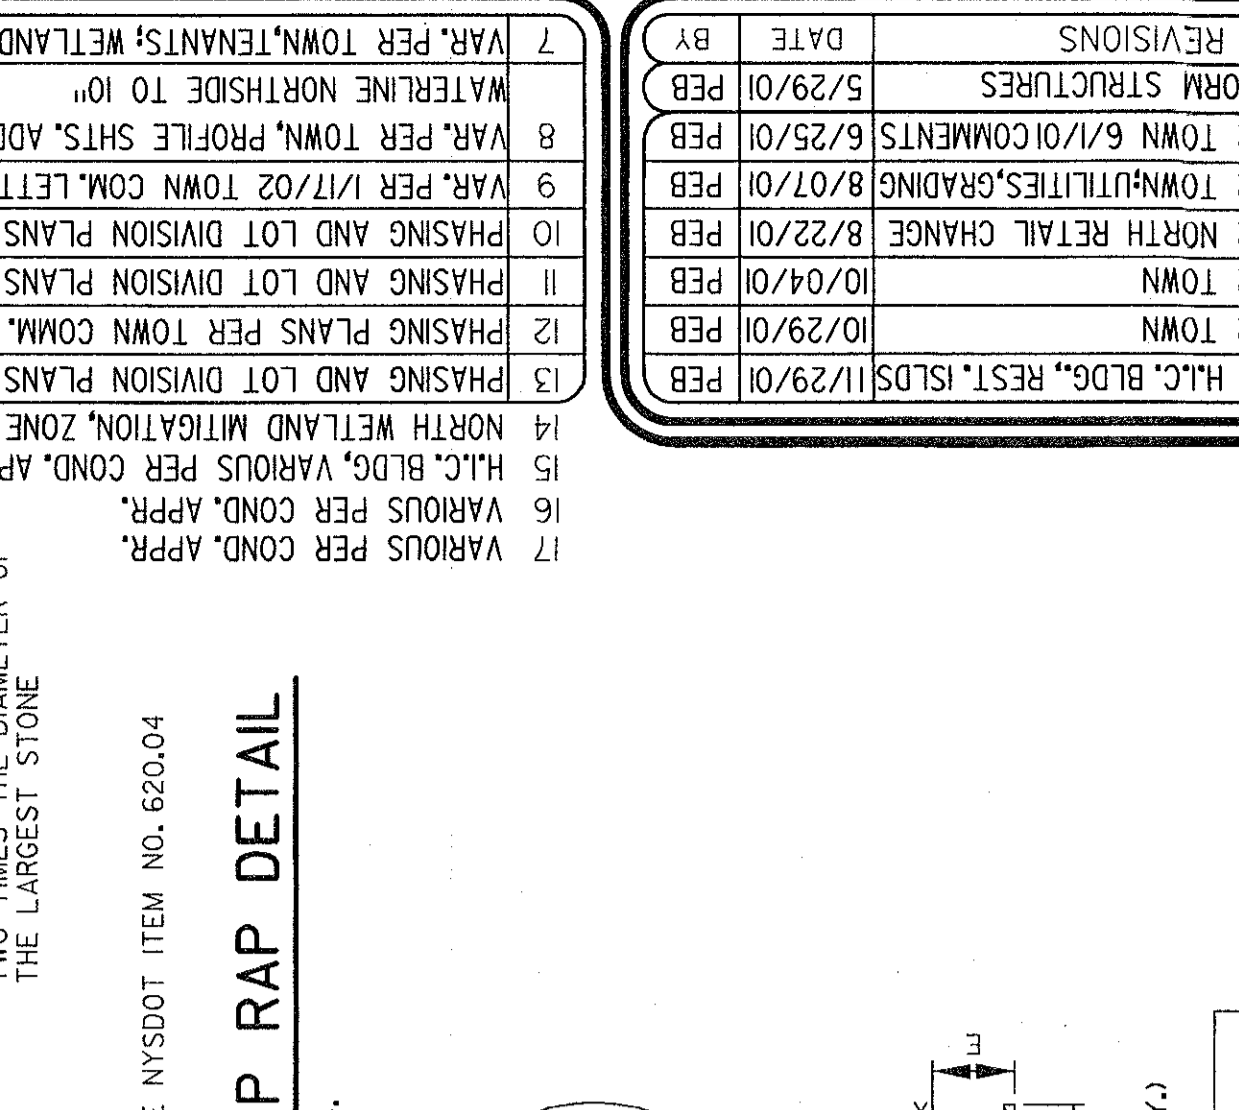 17 VARIOUS PER COND. APPR.
16 VARIOUS PER COND. APPR.
15 H.I.C. BLDG, VARIOUS PER COND. AP
14 NORTH WETLAND MITIGATION, ZONE
13 PHASING AND LOT DIVISION PLANS
12 PHASING PLANS PER TOWN COMM.
11 PHASING AND LOT DIVISION PLANS
10 PHASING AND LOT DIVISION PLANS
9 VAR. PER 1/17/02 TOWN COM. LETT
8 VAR. PER TOWN, PROFILE SHTS. ADD
WATERLINE NORTHSIDE TO 10"
7 VAR. PER TOWN,TENANTS; WETLAND
H.I.C. BLDG., REST. ISLDS 11/29/01 PEB
TOWN 10/29/01 PEB
TOWN 10/04/01 PEB
NORTH RETAIL CHANGE 8/22/01 PEB
TOWN;UTILITIES,GRADING 8/07/01 PEB
TOWN 6/1/01 COMMENTS 6/25/01 PEB
ORM STRUCTURES 5/29/01 PEB
REVISIONS DATE BY
TWO TIMES THE DIAMETER OF
THE LARGEST STONE
E NYSDOT ITEM NO. 620.04
P RAP DETAIL
E